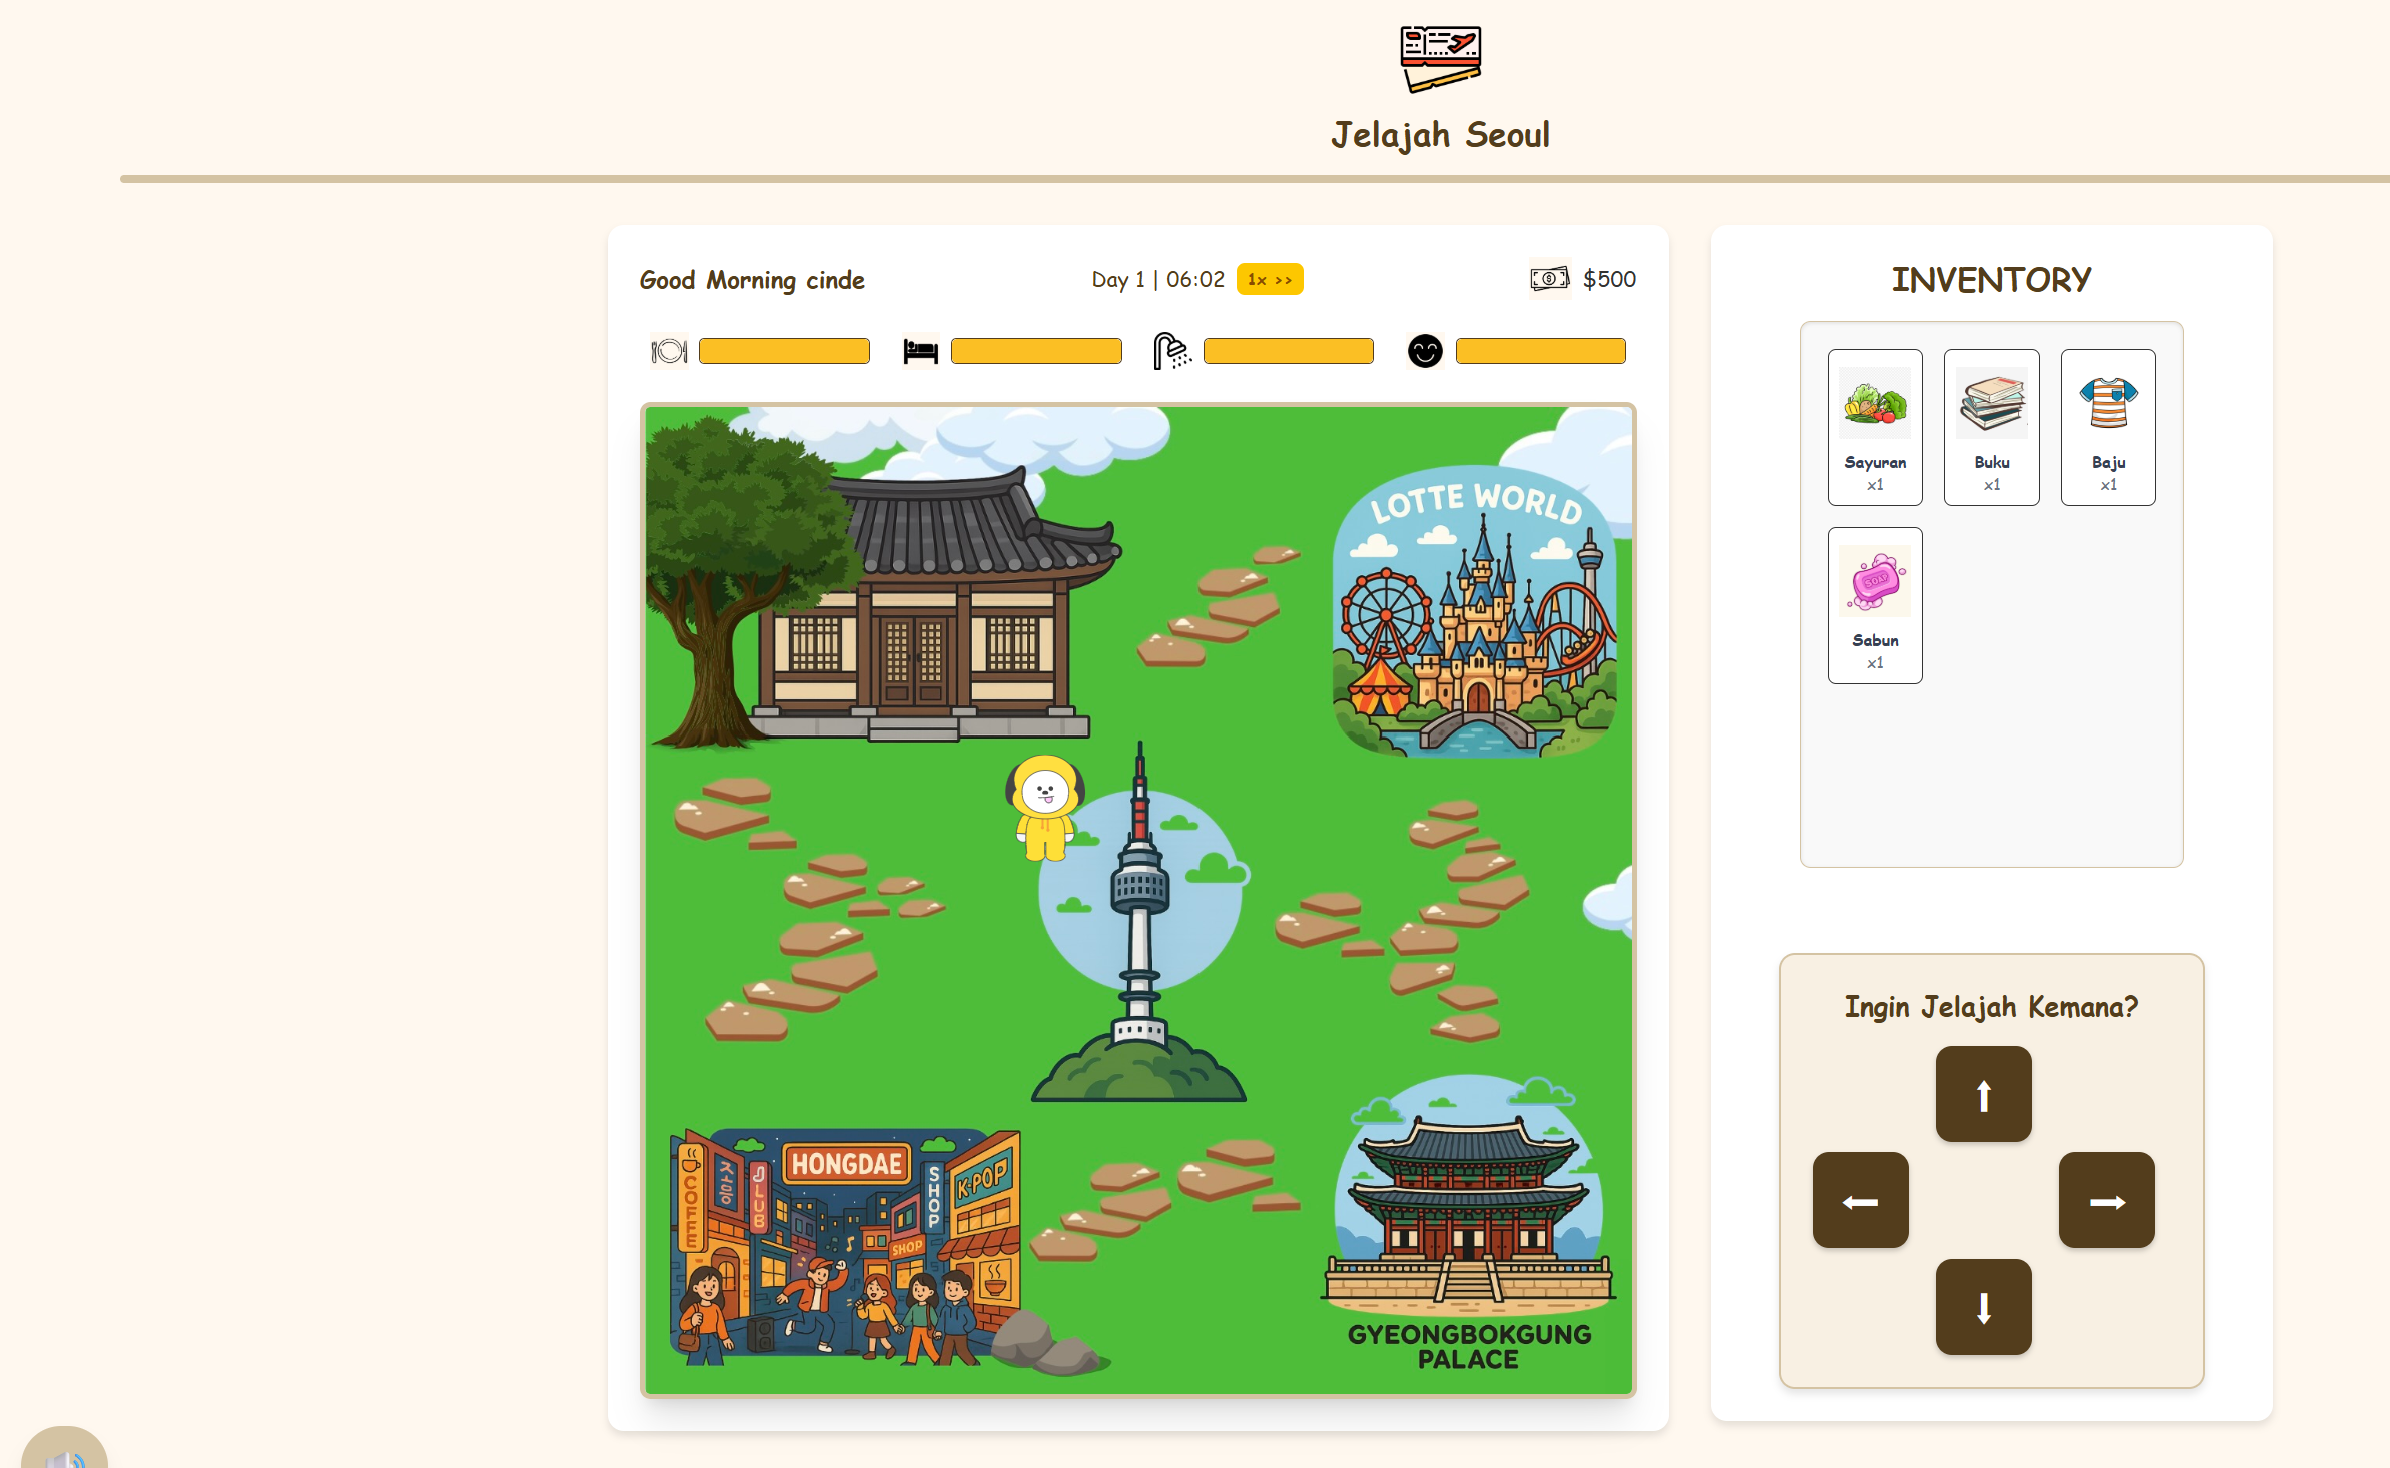 Jelajah Seoul
Good Morning cinde
Day 1 | 06:02
1x >>
$500
INVENTORY
Sayuran
x1
Buku
x1
Baju
x1
SOAP
Sabun
x1
LOTTE WORLD
HONGDAE
COFFEE
CLUB
SHOP
K-POP
SHOP
GYEONGBOKGUNG
PALACE
Ingin Jelajah Kemana?